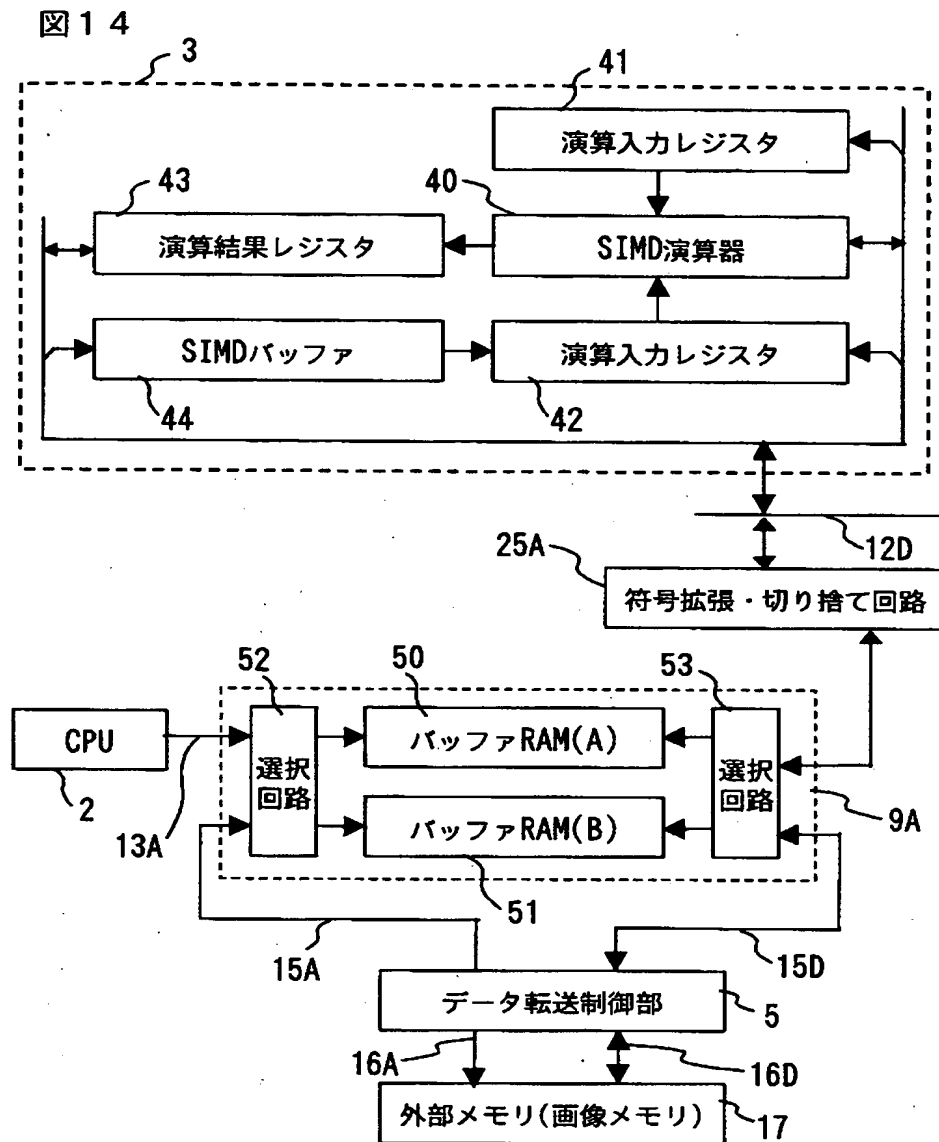 図１４
3
41
演算入力レジスタ
43
40
演算結果レジスタ
SIMD演算器
SIMDバッファ
演算入力レジスタ
44
42
12D
25A
符号拡張・切り捨て回路
52
50
53
CPU
選択
回路
バッファRAM(A)
選択
回路
2
13A
バッファRAM(B)
9A
51
15A
15D
データ転送制御部
5
16A
16D
外部メモリ(画像メモリ)
17